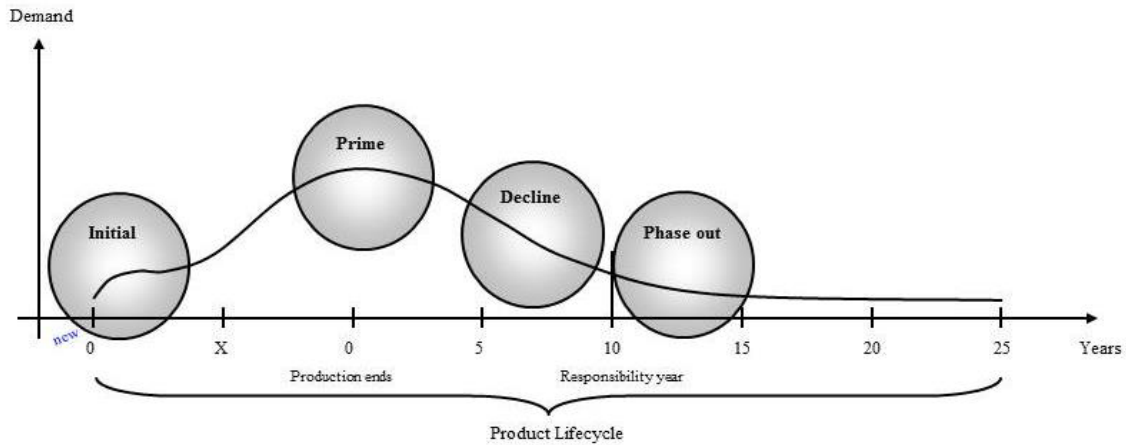 Demand
Prime
Decline
Initial
Phase out
new
0 X 0 5 10 15 20 25 Years
Production ends Responsibility year
Product Lifecycle